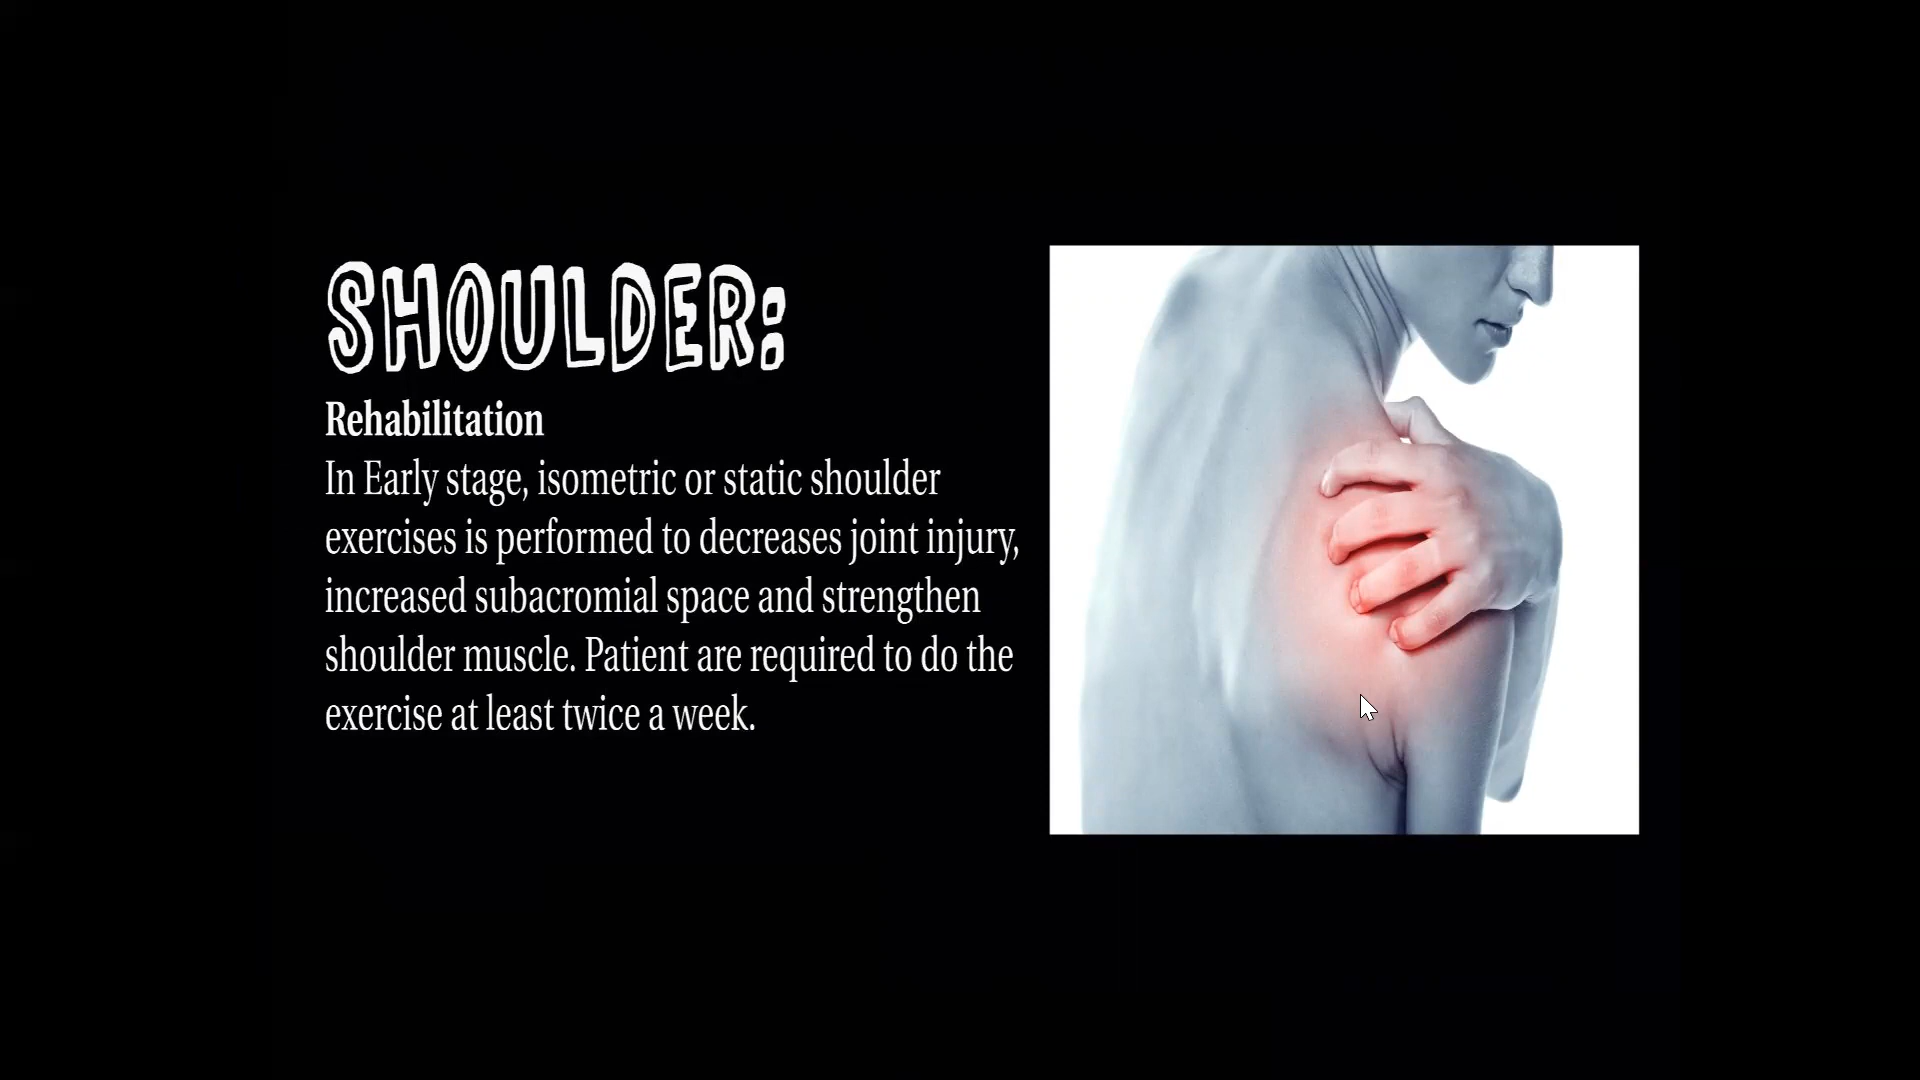 SHOULDER:
Rehabilitation
In Early stage, isometric or static shoulder
exercises is performed to decreases joint injury,
increased subacromial space and strengthen
shoulder muscle. Patient are required to do the
exercise at least twice a week.